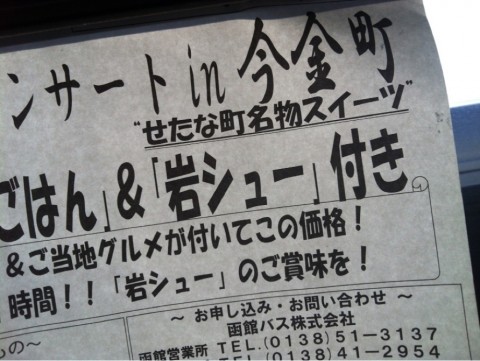 ンサートin今金町
"せたな町名物スイーツ"
ごはん」&「岩シュー」付き。
&ご当地グルメが付いてこの価格!
時間!!「岩シュー」のご賞味を!
もの~
~ お申し込み・お問い合わせ ~
函館バス株式会社
函館営業所 TEL.(0138)51-3137
TEL.(0138)41-2954